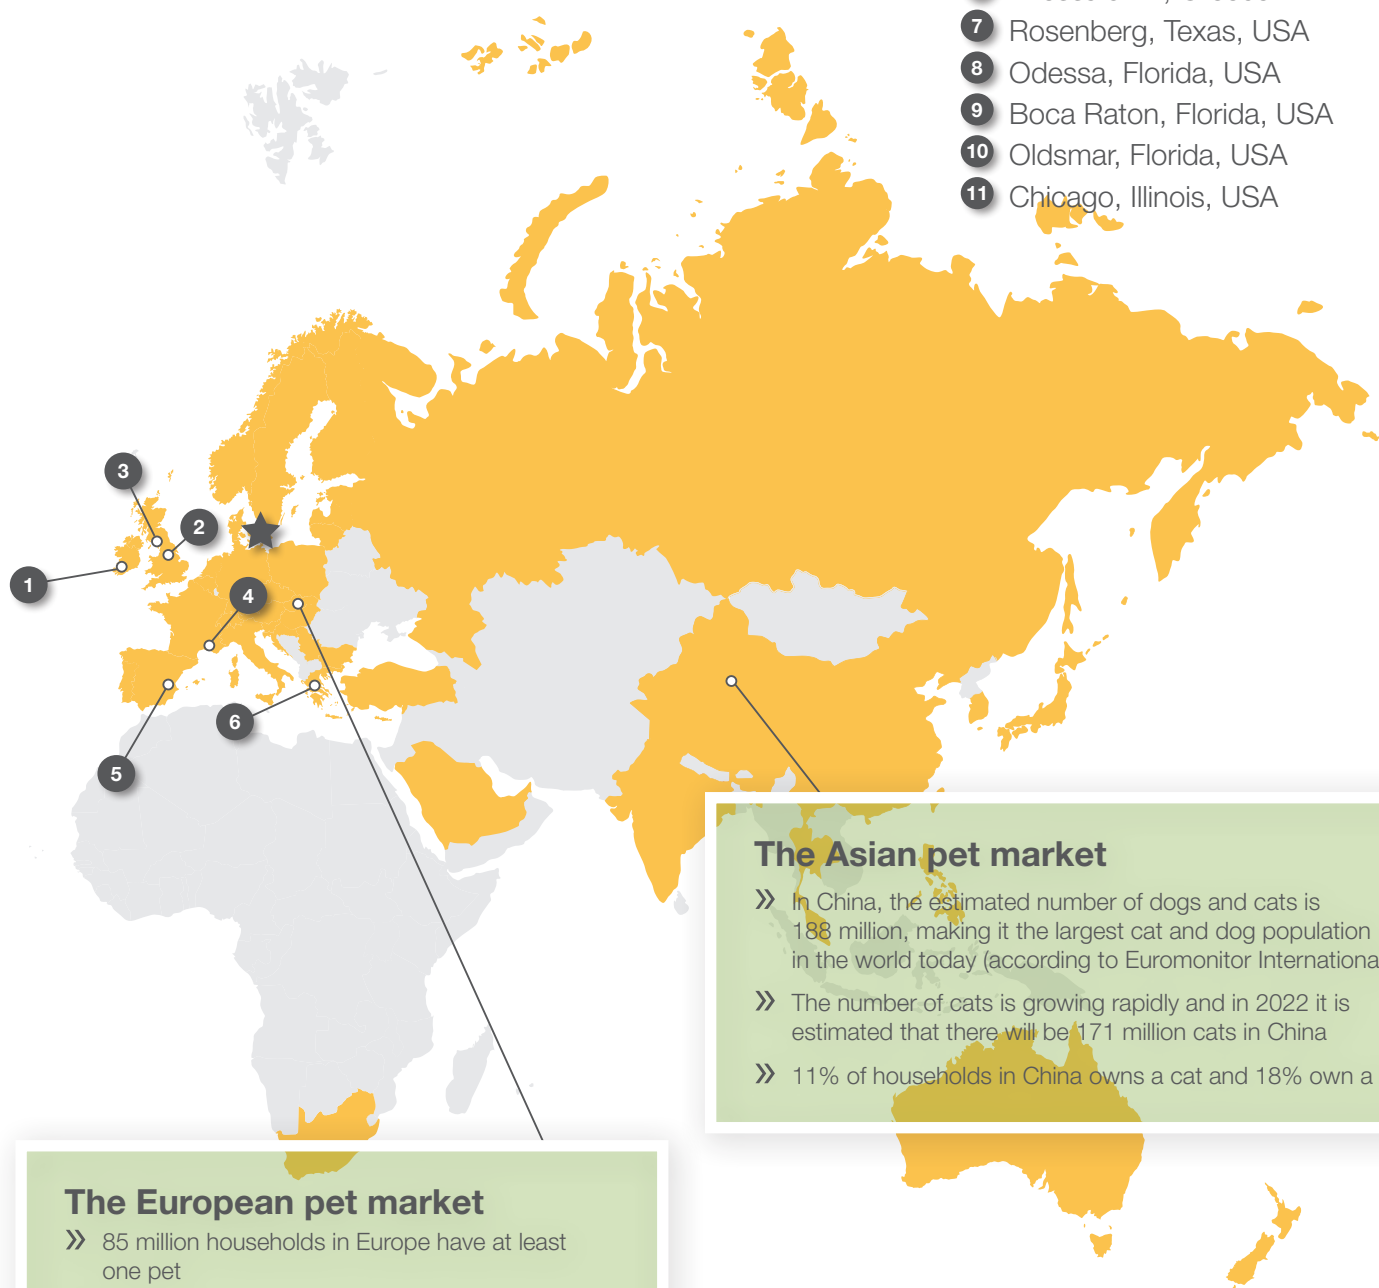 7 Rosenberg, Texas, USA
8 Odessa, Florida, USA
9 Boca Raton, Florida, USA
10 Oldsmar, Florida, USA
11 Chicago, Illinois, USA
3
2
1
4
6
5
The Asian pet market
» In China, the estimated number of dogs and cats is
188 million, making it the largest cat and dog population
in the world today (according to Euromonitor Internationa
» The number of cats is growing rapidly and in 2022 it is
estimated that there will be 171 million cats in China
» 11% of households in China owns a cat and 18% own a
The European pet market
» 85 million households in Europe have at least
one pet